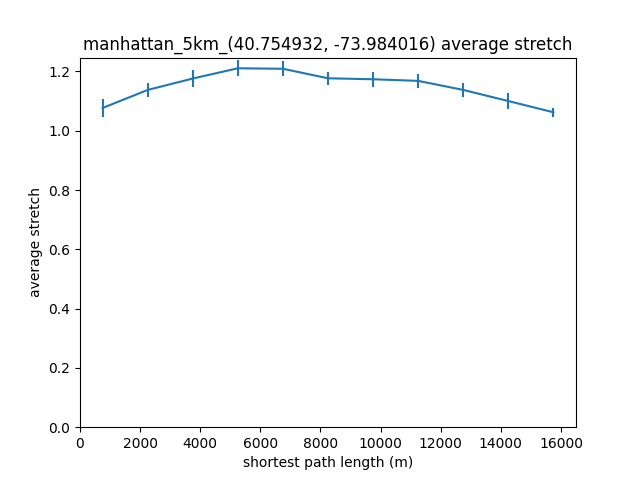 manhattan_5km_(40.754932, -73.984016) average stretch
1.2
1.0
0.8
0.6
0.4
0.2
0.0
average stretch
0 2000 4000 6000 8000 10000 12000 14000 16000
shortest path length (m)